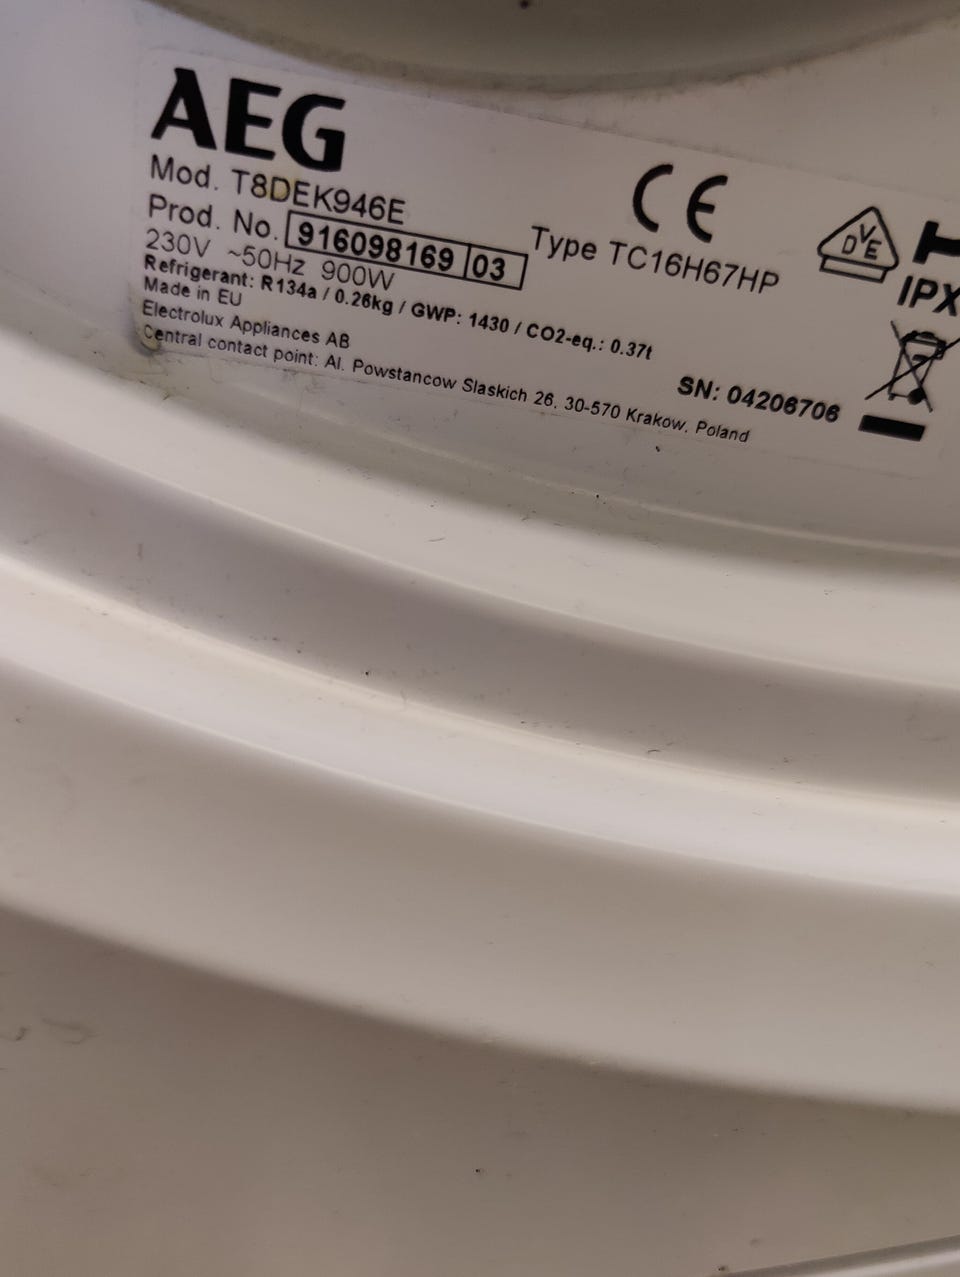 AEG
Mod. T8DEK946E
Prod. No. 916098169 03
Type TC16H67HP
CE
DVE
IPX
230V ~50Hz 900W
Refrigerant: R134a / 0.26kg / GWP: 1430 / CO2-eq.: 0.37t
Made in EU
Electrolux Appliances AB
Central contact point: Al. Powstancow Slaskich 26, 30-570 Krakow, Poland
SN: 04206706